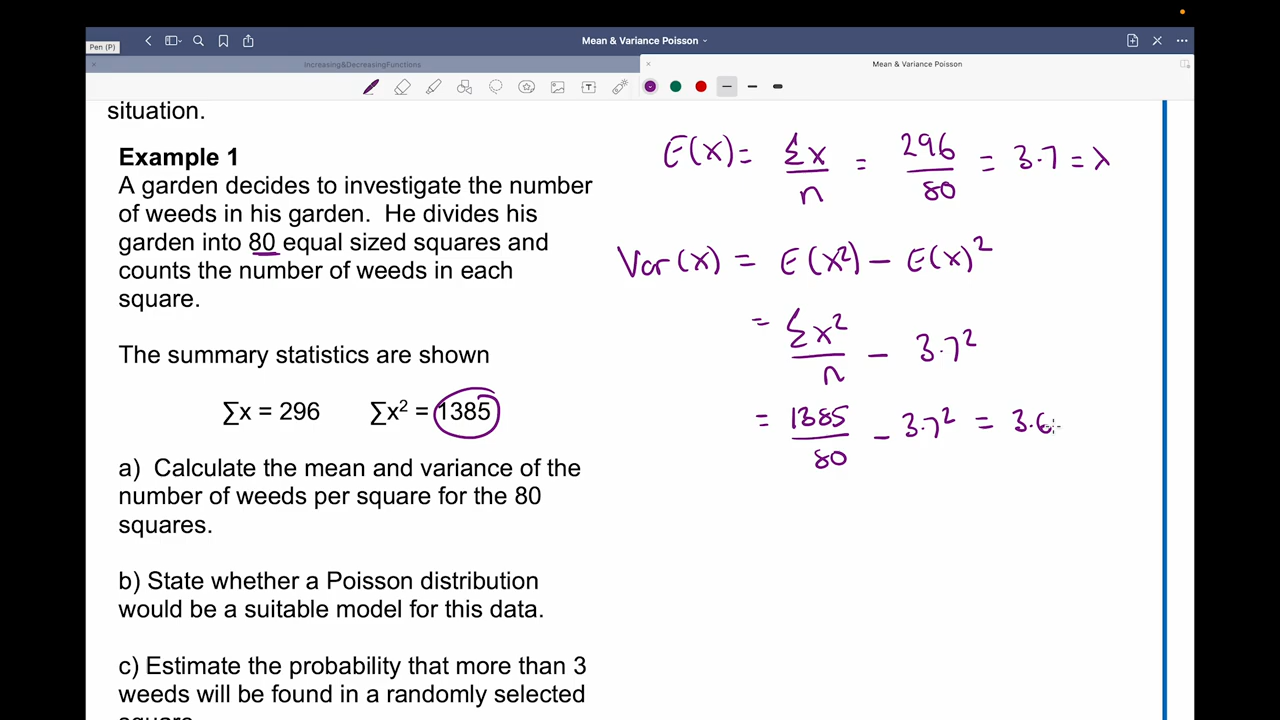 Mean & Variance Poisson
Pen (P)
Increasing&DecreasingFunctions
Mean & Variance Poisson
situation.
Example 1
A garden decides to investigate the number
of weeds in his garden. He divides his
garden into 80 equal sized squares and
counts the number of weeds in each
square.
The summary statistics are shown
∑x = 296 ∑x² = 1385
a) Calculate the mean and variance of the
number of weeds per square for the 80
squares.
b) State whether a Poisson distribution
would be a suitable model for this data.
c) Estimate the probability that more than 3
weeds will be found in a randomly selected
square
E(X) = ∑x/n = 296/80 = 3.7 = λ
Var(X) = E(X²) − E(X)²
= ∑x²/n − 3.7²
= 1385/80 − 3.7² = 3.6